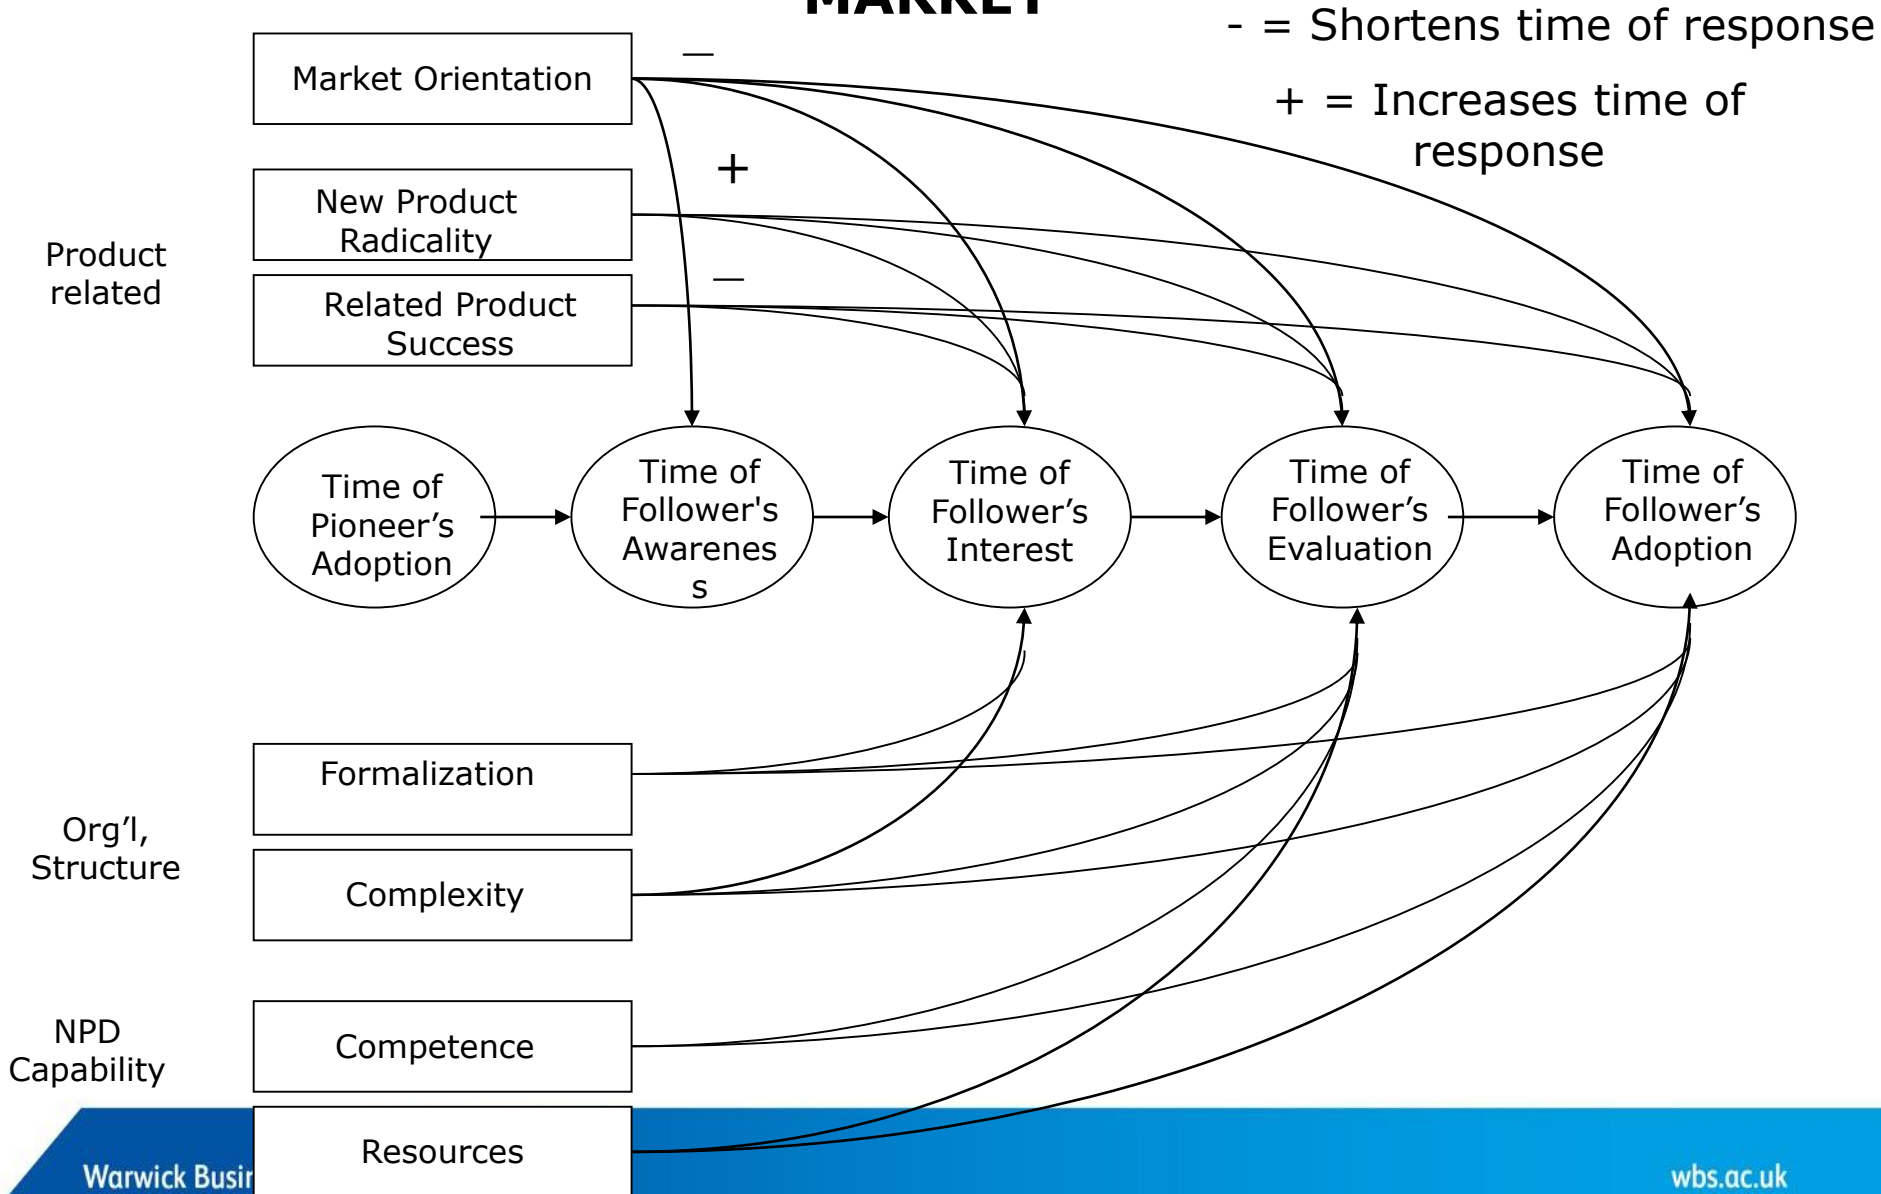 MARKET
- = Shortens time of response
+ = Increases time of
response
Market Orientation
–
+
New Product
Radicality
Product
related
–
Related Product
Success
Time of
Pioneer’s
Adoption
Time of
Follower's
Awarenes
s
Time of
Follower’s
Interest
Time of
Follower’s
Evaluation
Time of
Follower’s
Adoption
Formalization
Org’l,
Structure
Complexity
NPD
Capability
Competence
Resources
Warwick Busin
wbs.ac.uk